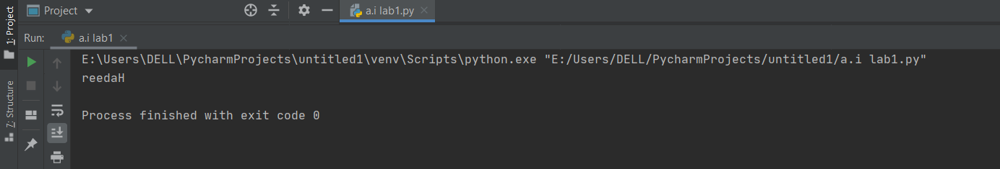 Project
a.i lab1.py
1: Project
Run:
a.i lab1
E:\Users\DELL\PycharmProjects\untitled1\venv\Scripts\python.exe "E:/Users/DELL/PycharmProjects/untitled1/a.i lab1.py"
reedaH
Process finished with exit code 0
7: Structure